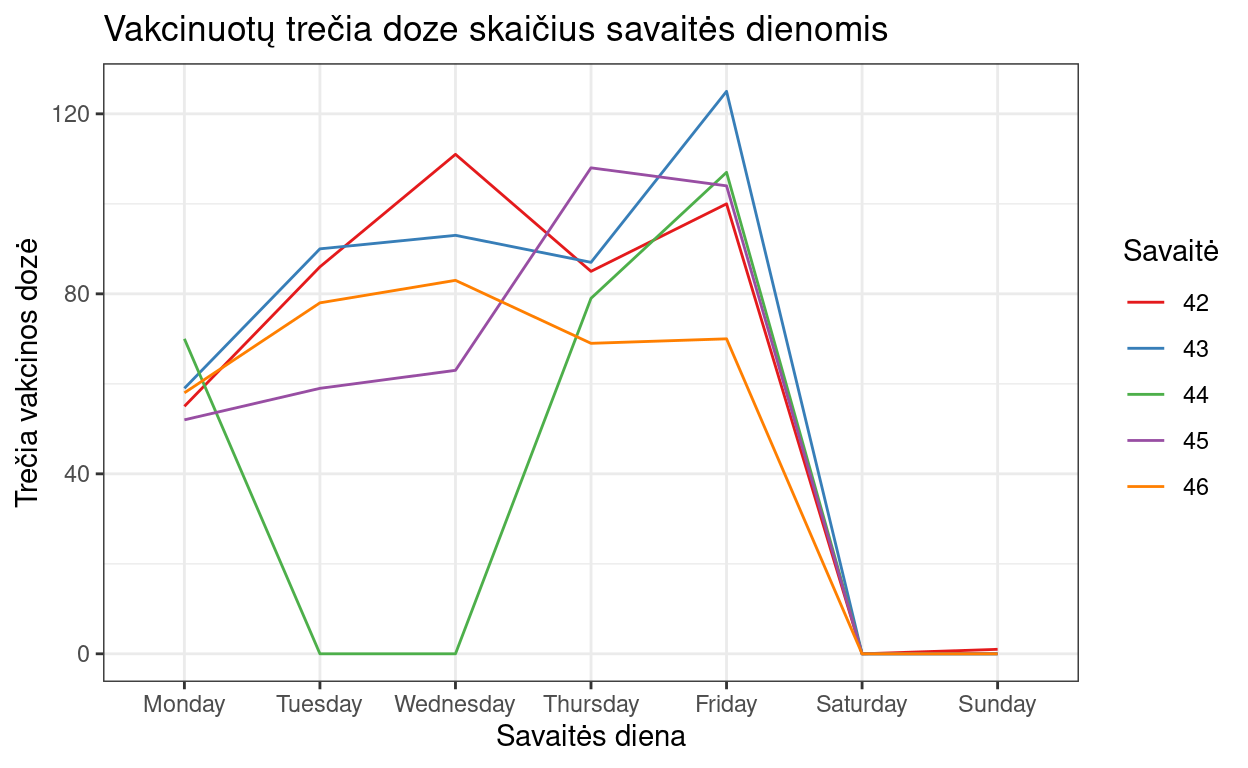 Vakcinuotų trečia doze skaičius savaitės dienomis
Trečia vakcinos dozė
120
80
40
0
Monday Tuesday Wednesday Thursday Friday Saturday Sunday
Savaitės diena
Savaitė
42
43
44
45
46